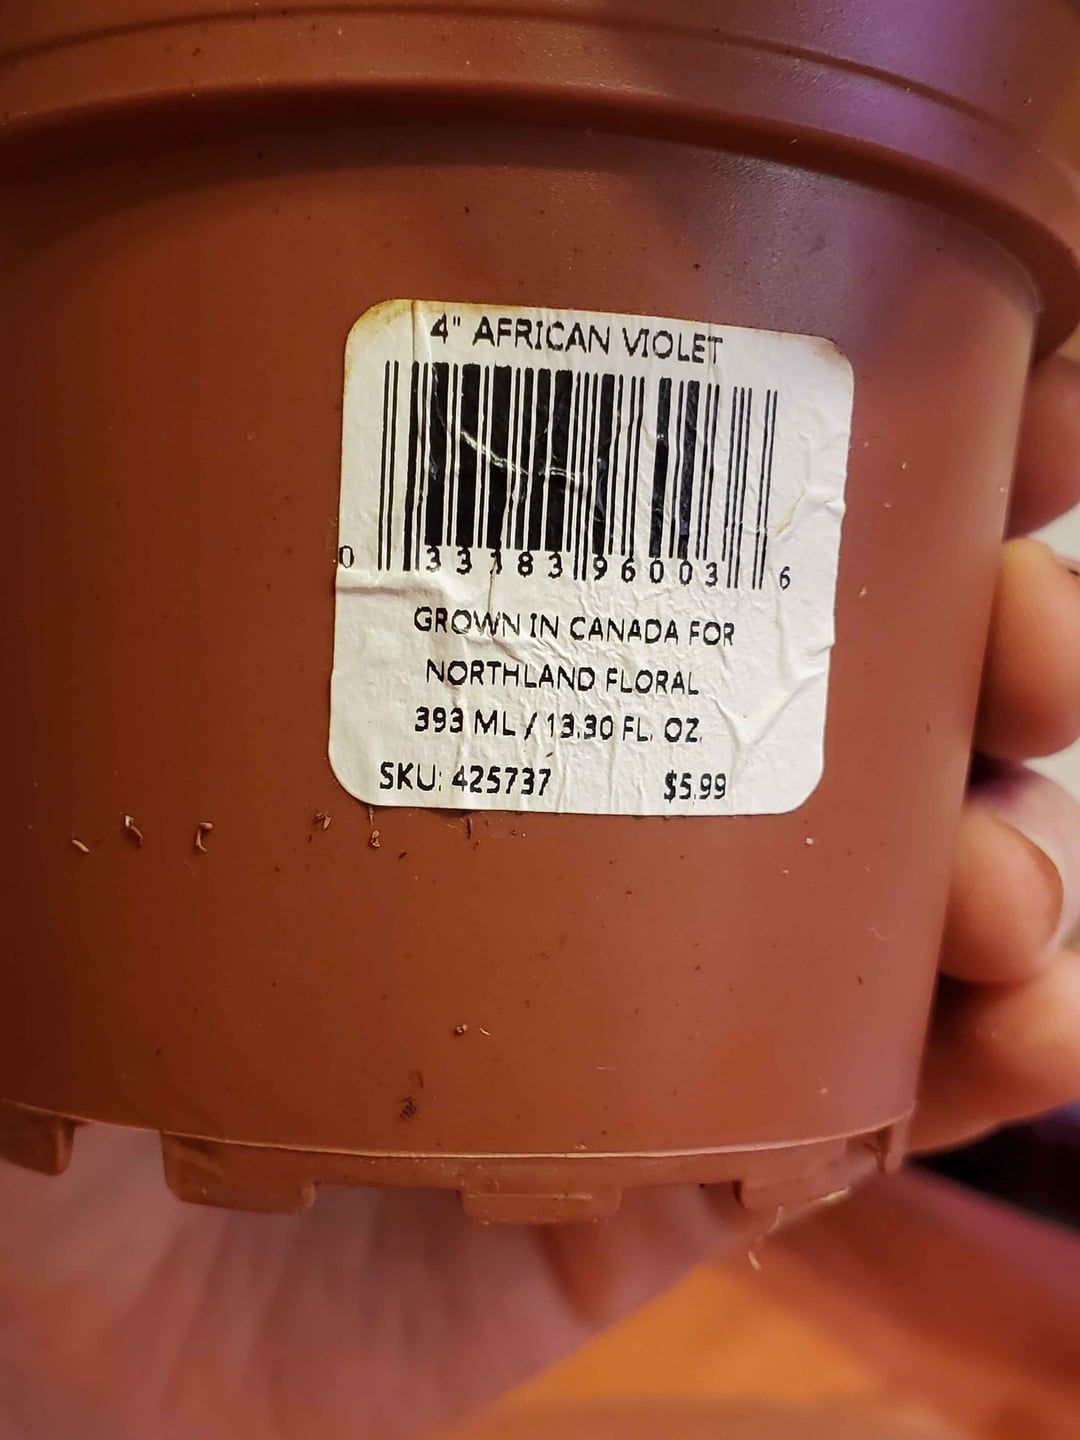 4" AFRICAN VIOLET
0 33383 96003 6
GROWN IN CANADA FOR
NORTHLAND FLORAL
393 ML / 13.30 FL. OZ.
SKU: 425737 $5.99